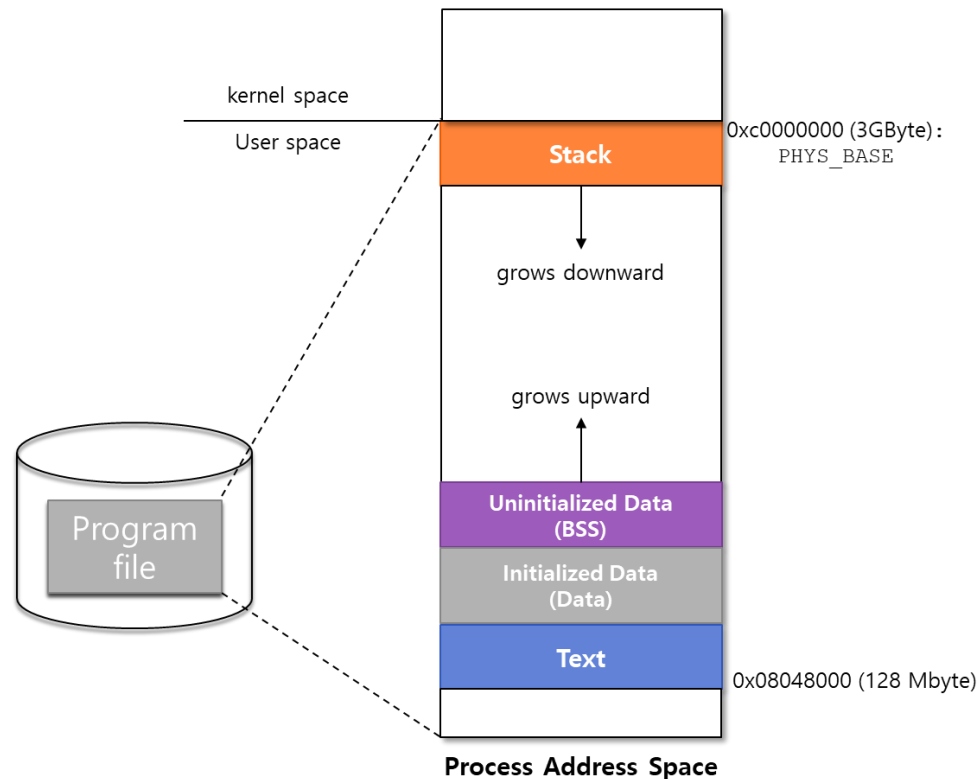 kernel space
User space
0xc0000000 (3GByte):
PHYS_BASE
Stack
grows downward
grows upward
Program
file
Uninitialized Data
(BSS)
Initialized Data
(Data)
Text
0x08048000 (128 Mbyte)
Process Address Space